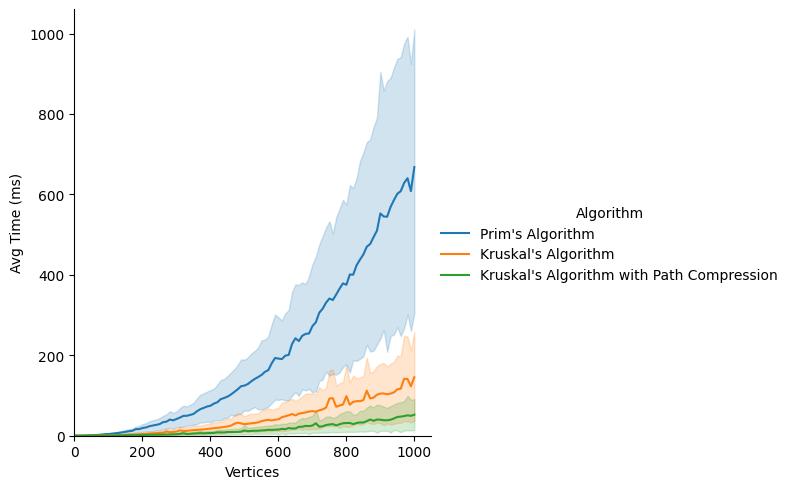 1000
800
600
400
200
0
Avg Time (ms)
0 200 400 600 800 1000
Vertices
Algorithm
Prim's Algorithm
Kruskal's Algorithm
Kruskal's Algorithm with Path Compression